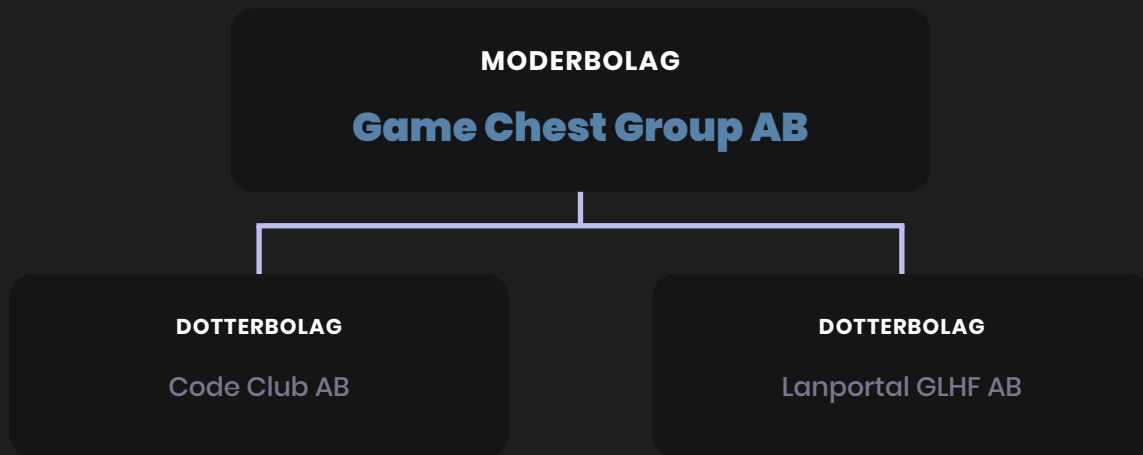 MODERBOLAG
Game Chest Group AB
DOTTERBOLAG
Code Club AB
DOTTERBOLAG
Lanportal GLHF AB